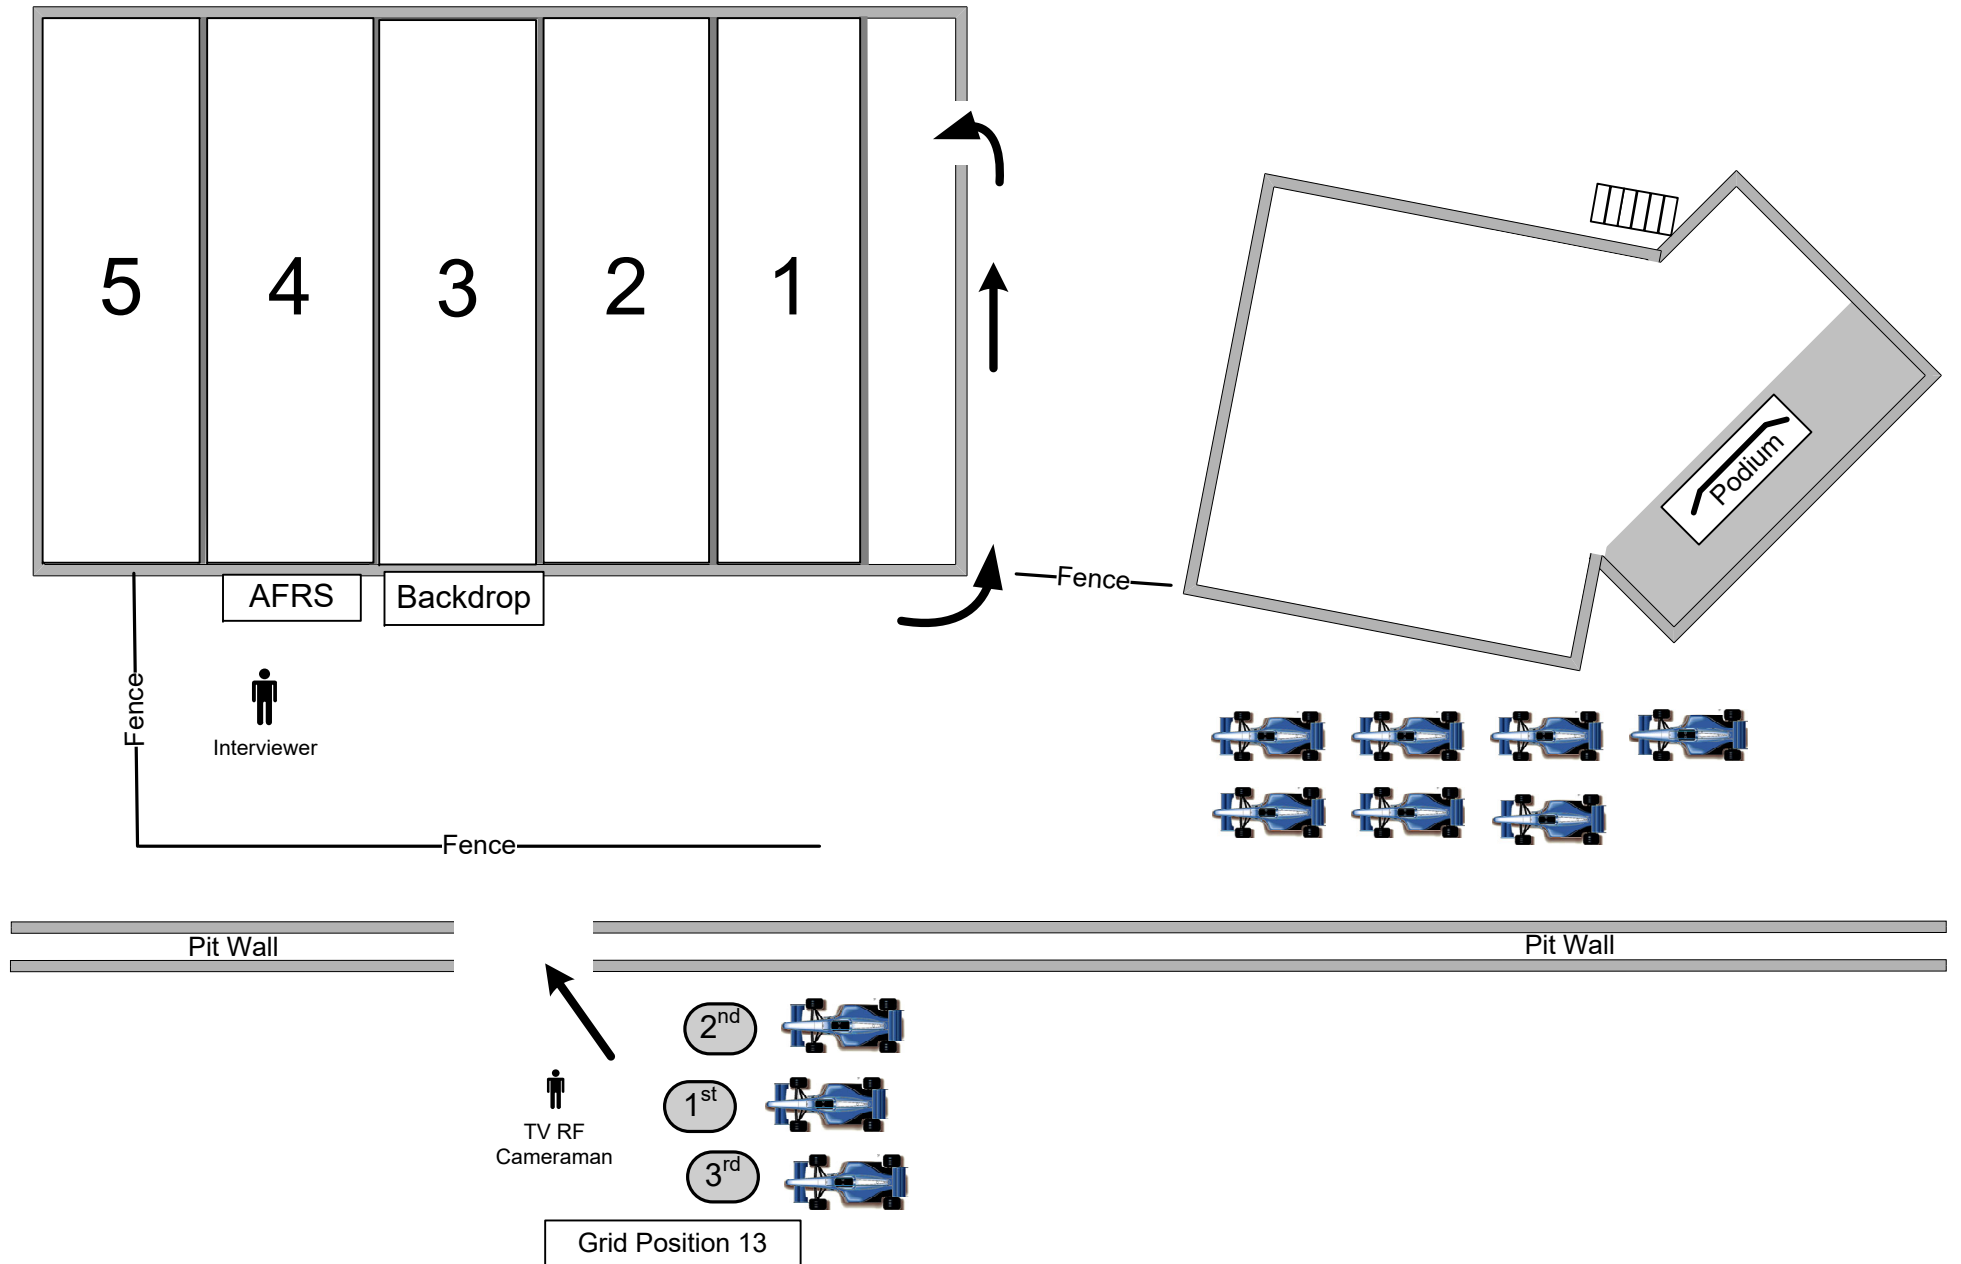 5 4 3 2 1
Podium
AFRS
Backdrop
Fence
Fence
Interviewer
Fence
Pit Wall
Pit Wall
2nd
1st
TV RF
Cameraman
3rd
Grid Position 13